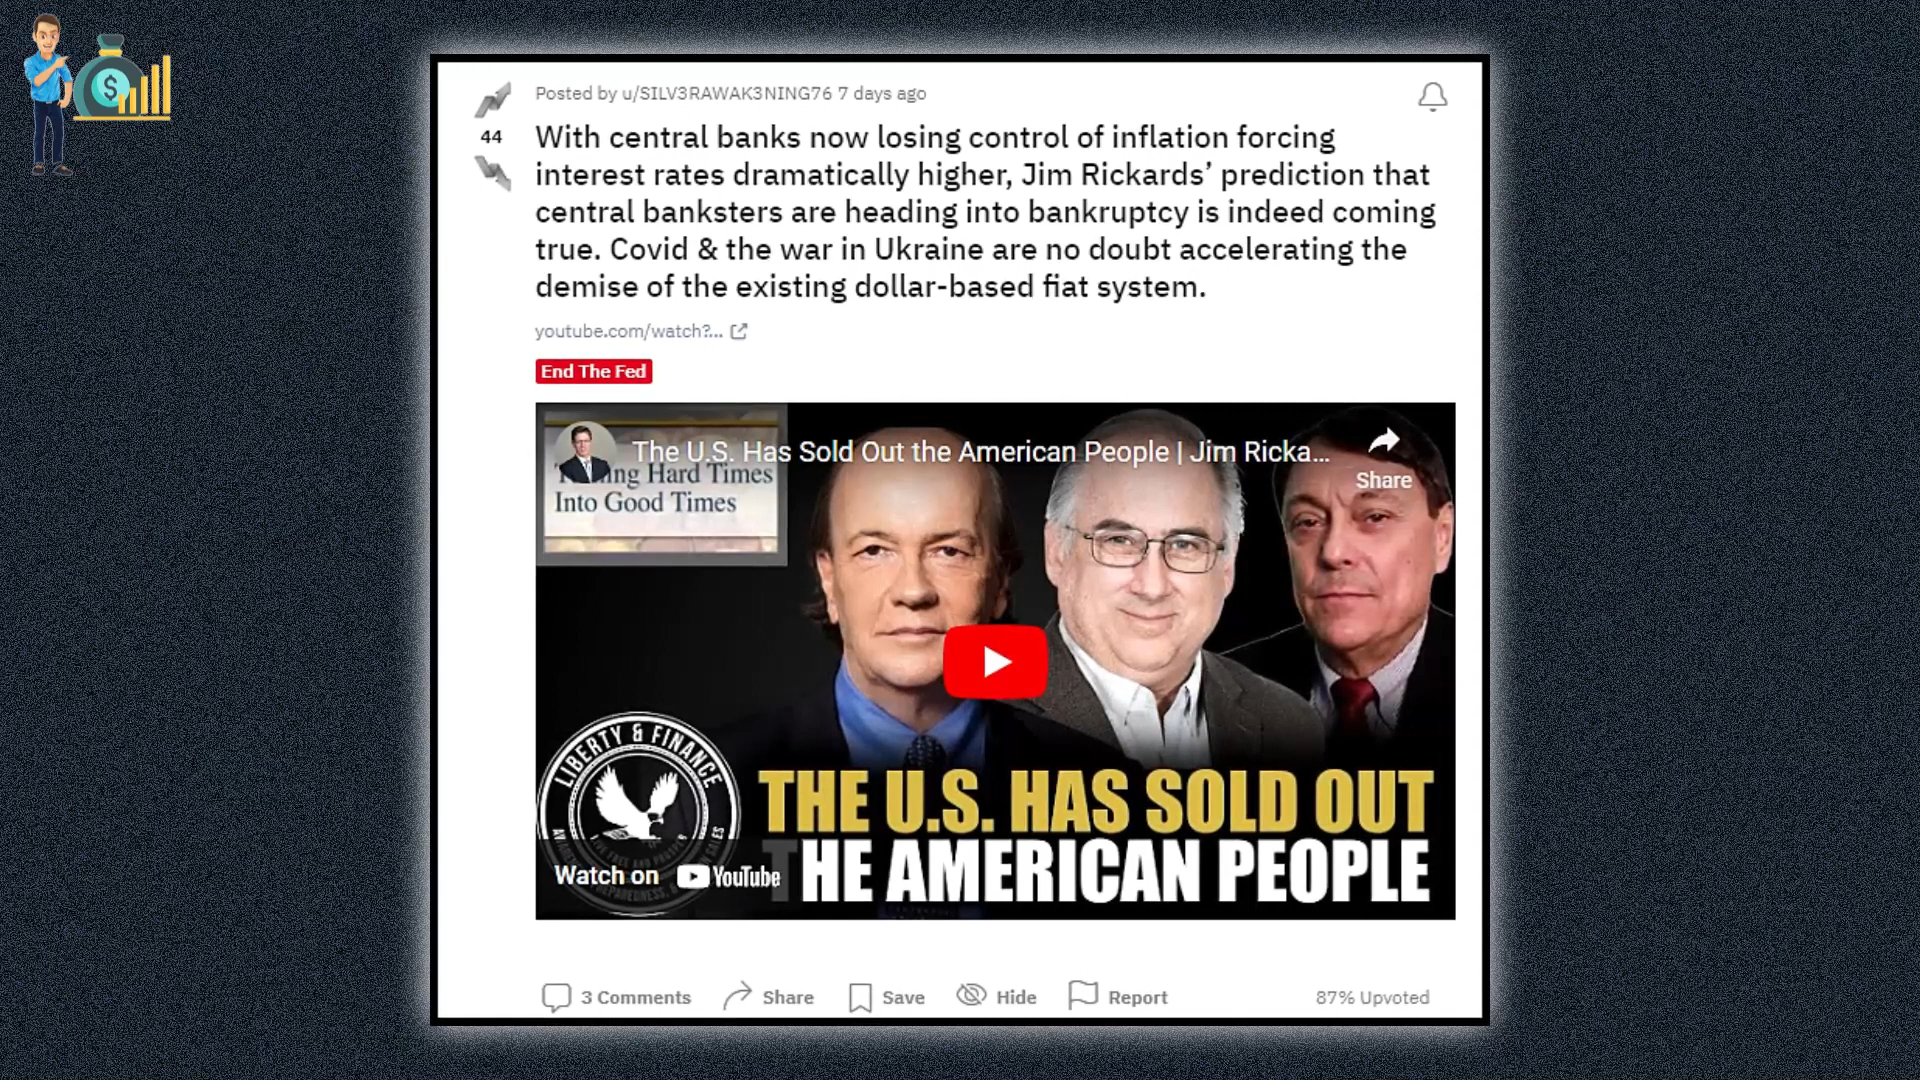 $
Posted by u/SILV3RAWAK3NING76 7 days ago
44
With central banks now losing control of inflation forcing
interest rates dramatically higher, Jim Rickards’ prediction that
central banksters are heading into bankruptcy is indeed coming
true. Covid & the war in Ukraine are no doubt accelerating the
demise of the existing dollar-based fiat system.
youtube.com/watch?...
End The Fed
The U.S. Has Sold Out the American People | Jim Ricka...
Share
Hard Times
Into Good Times
LIBERTY & FINANCE
THE U.S. HAS SOLD OUT
THE AMERICAN PEOPLE
Watch on YouTube
3 Comments Share Save Hide Report 87% Upvoted